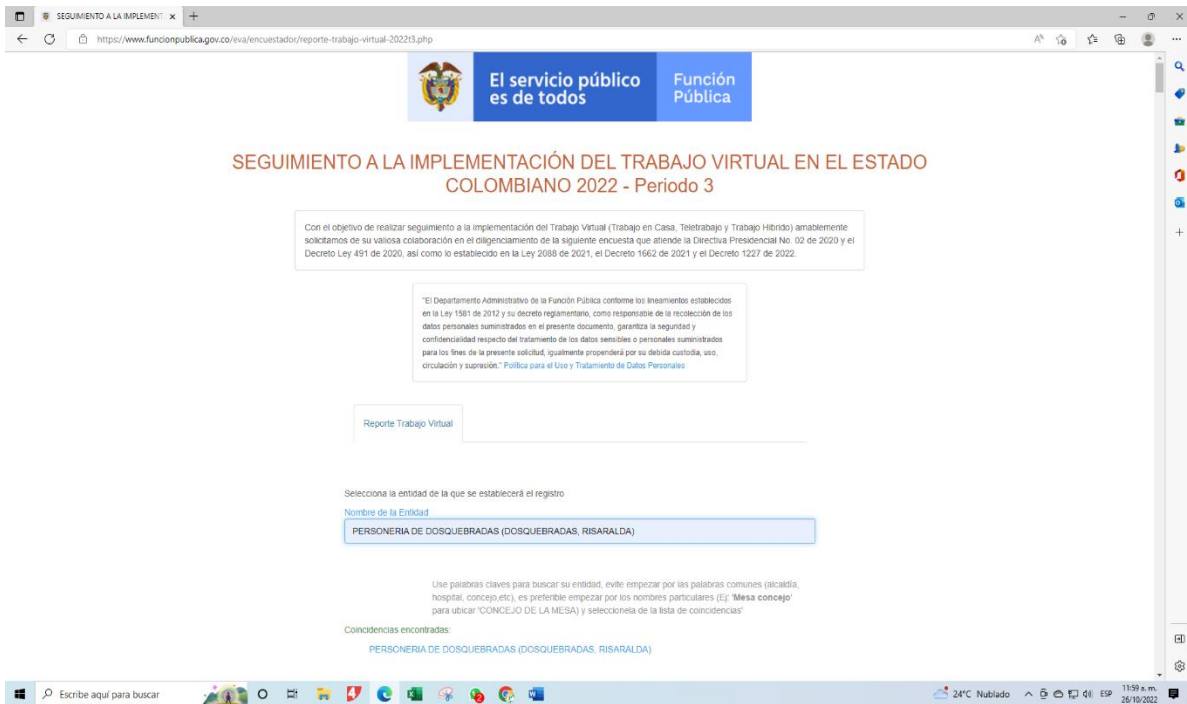 SEGUIMIENTO A LA IMPLEMENT
https://www.funcionpublica.gov.co/eva/encuestador/reporte-trabajo-virtual-2022t3.php
El servicio público
es de todos
Función
Pública
SEGUIMIENTO A LA IMPLEMENTACIÓN DEL TRABAJO VIRTUAL EN EL ESTADO
COLOMBIANO 2022 - Periodo 3
Con el objetivo de realizar seguimiento a la implementación del Trabajo Virtual (Trabajo en Casa, Teletrabajo y Trabajo Hibrido) amablemente
solicitamos de su valiosa colaboración en el diligenciamiento de la siguiente encuesta que atiende la Directiva Presidencial No. 02 de 2020 y el
Decreto Ley 491 de 2020, así como lo establecido en la Ley 2088 de 2021, el Decreto 1662 de 2021 y el Decreto 1227 de 2022.
"El Departamento Administrativo de la Función Pública conforme los lineamientos establecidos
en la Ley 1581 de 2012 y su decreto reglamentario, como responsable de la recolección de los
datos personales suministrados en el presente documento, garantiza la seguridad y
confidencialidad respecto del tratamiento de los datos sensibles o personales suministrados
para los fines de la presente solicitud, igualmente propenderá por su debida custodia, uso,
circulación y supresión." Política para el Uso y Tratamiento de Datos Personales
Reporte Trabajo Virtual
Selecciona la entidad de la que se establecerá el registro
Nombre de la Entidad
PERSONERIA DE DOSQUEBRADAS (DOSQUEBRADAS, RISARALDA)
Use palabras claves para buscar su entidad, evite empezar por las palabras comunes (alcaldía,
hospital, concejo,etc), es preferible empezar por los nombres particulares (Ej: 'Mesa concejo'
para ubicar 'CONCEJO DE LA MESA) y seleccionela de la lista de coincidencias'
Coincidencias encontradas:
PERSONERIA DE DOSQUEBRADAS (DOSQUEBRADAS, RISARALDA)
Escribe aquí para buscar
24°C Nublado
ESP
11:59 a. m.
26/10/2022